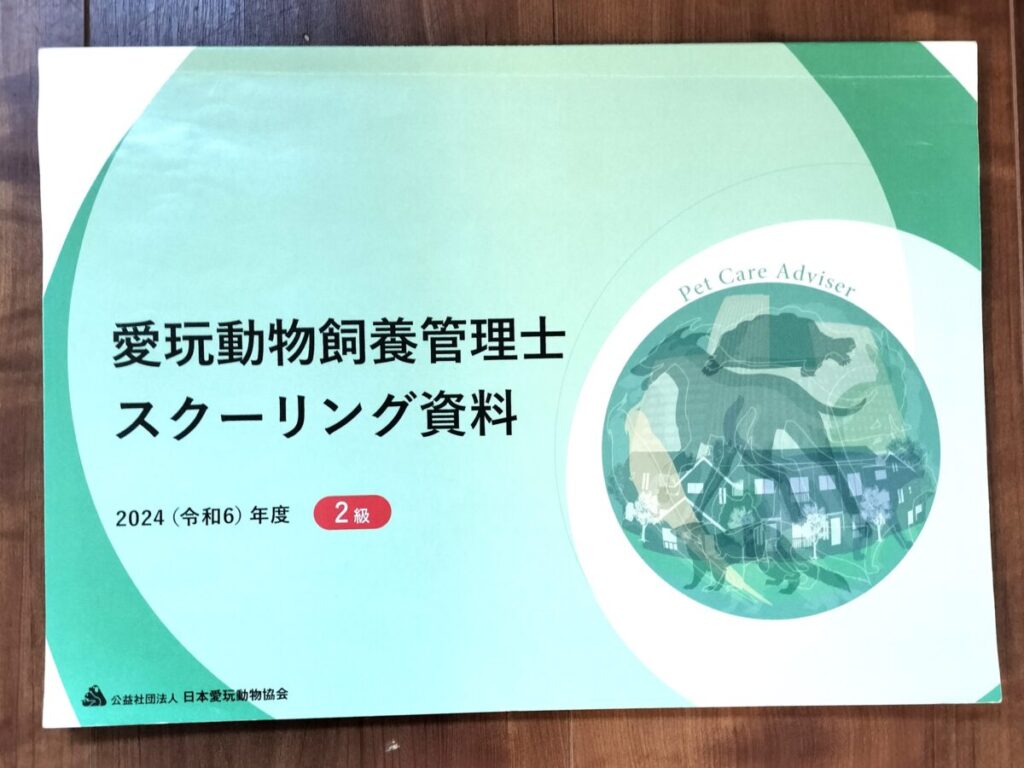 Pet Care Adviser
愛玩動物飼養管理士
スクーリング資料
2024（令和6）年度 2級
公益社団法人 日本愛玩動物協会